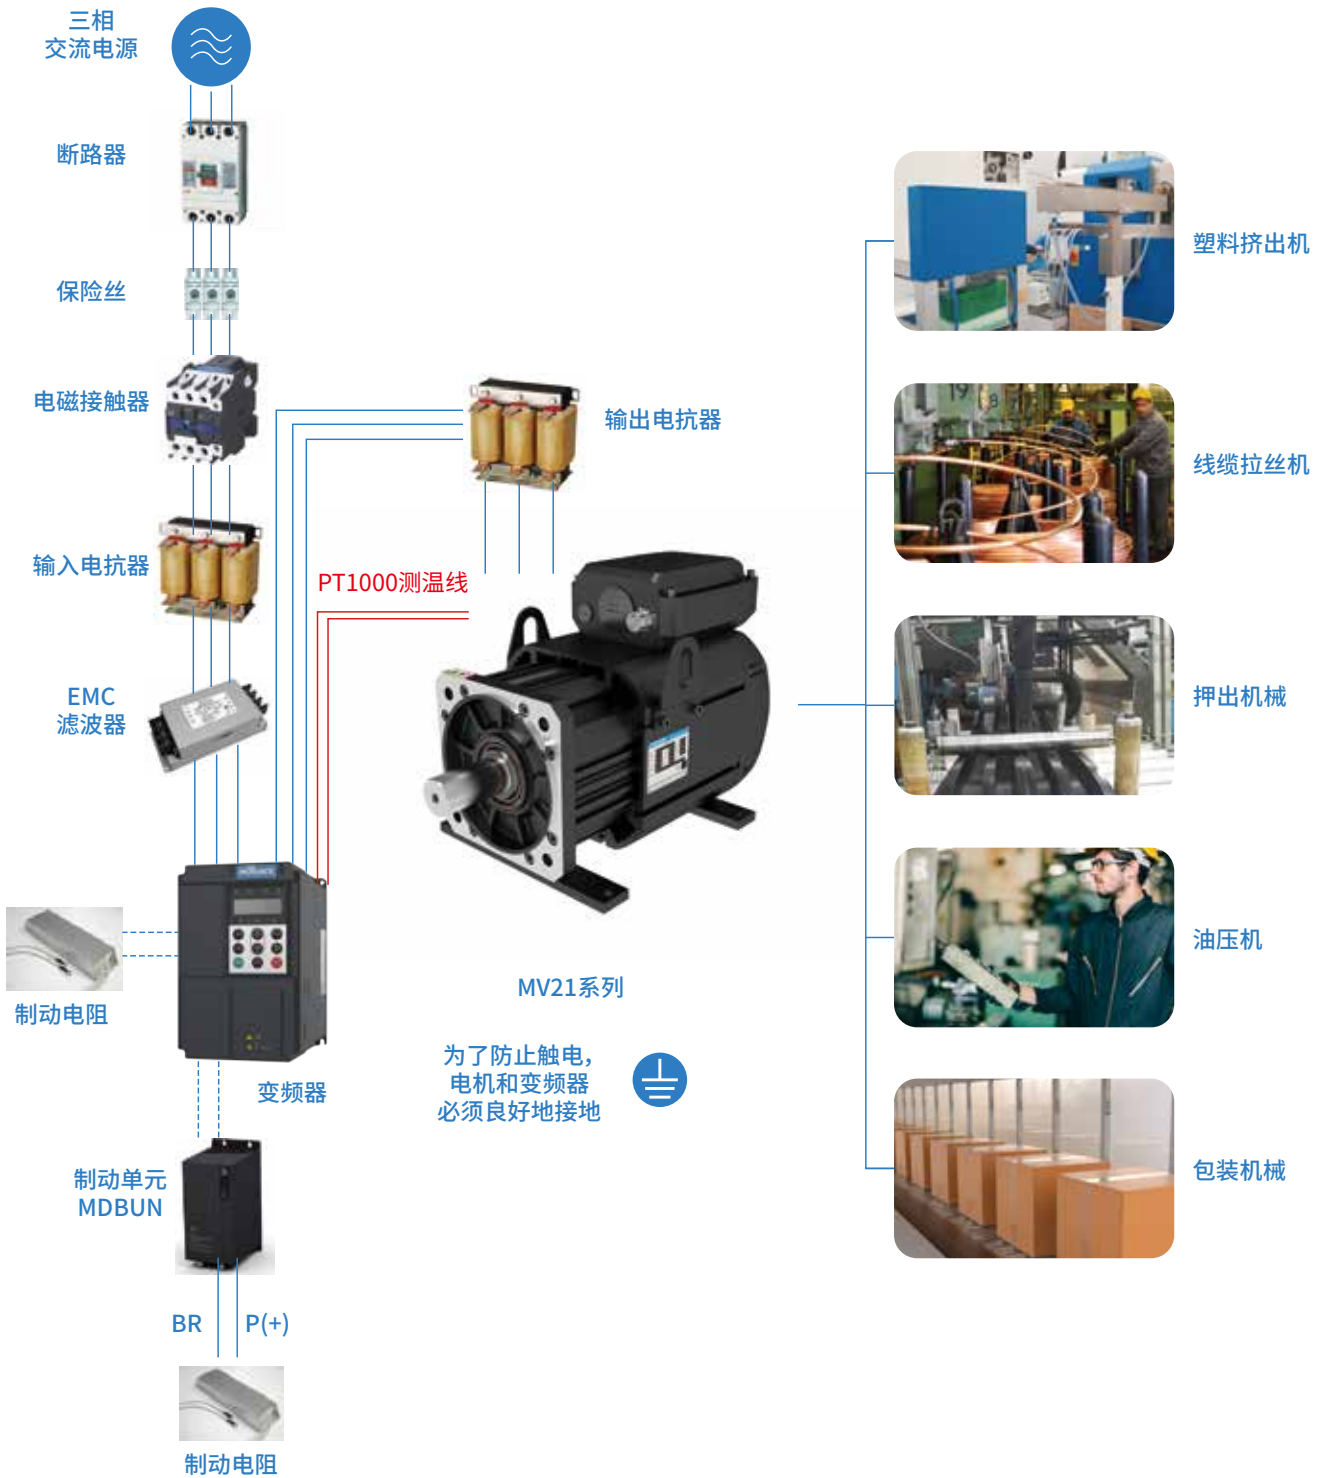 三相
交流电源
断路器
保险丝
电磁接触器
输入电抗器
EMC
滤波器
制动电阻
变频器
制动单元
MDBUN
BR
P(+)
制动电阻
输出电抗器
PT1000测温线
MV21系列
为了防止触电,
电机和变频器
必须良好地接地
塑料挤出机
线缆拉丝机
押出机械
油压机
包装机械